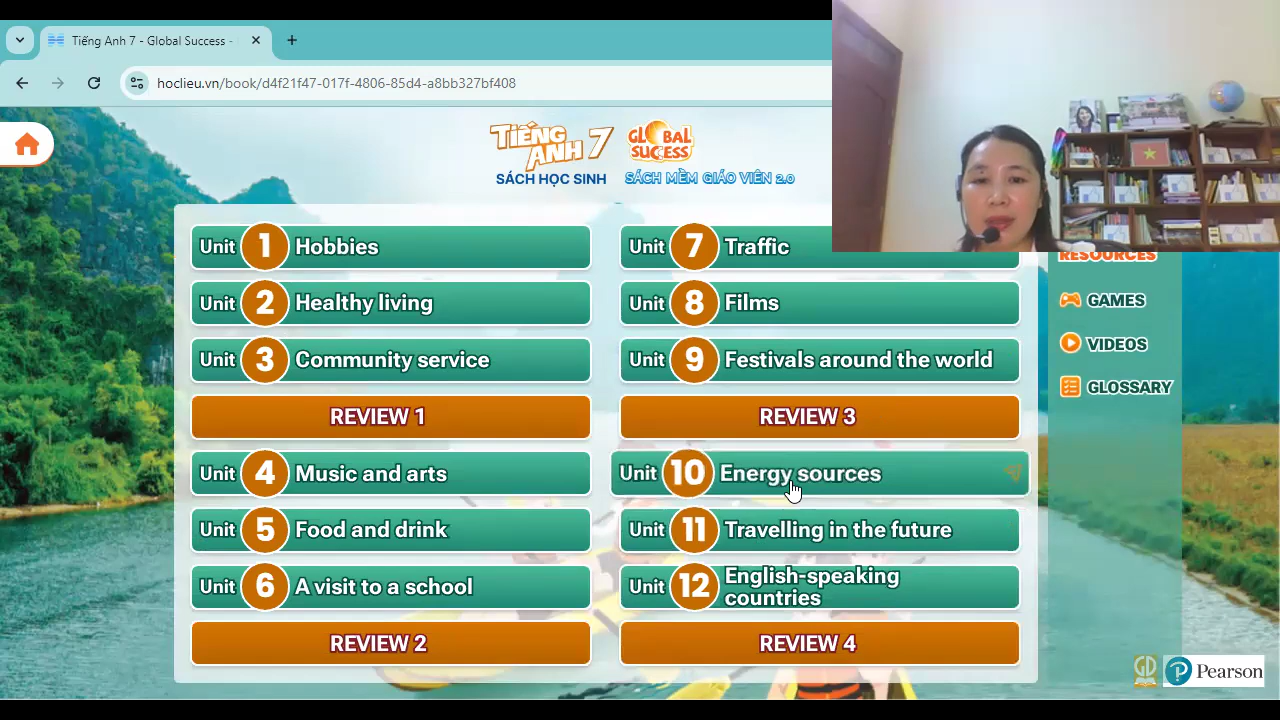 Tiếng Anh 7 - Global Success -
hoclieu.vn/book/d4f21f47-017f-4806-85d4-a8bb327bf408
TIẾNG ANH 7
SÁCH HỌC SINH
GLOBAL SUCCESS
SÁCH MỀM GIÁO VIÊN 2.0
Unit 1 Hobbies
Unit 2 Healthy living
Unit 3 Community service
REVIEW 1
Unit 4 Music and arts
Unit 5 Food and drink
Unit 6 A visit to a school
REVIEW 2
Unit 7 Traffic
Unit 8 Films
Unit 9 Festivals around the world
REVIEW 3
Unit 10 Energy sources
Unit 11 Travelling in the future
Unit 12 English-speaking
countries
REVIEW 4
RESOURCES
GAMES
VIDEOS
GLOSSARY
GD
Pearson